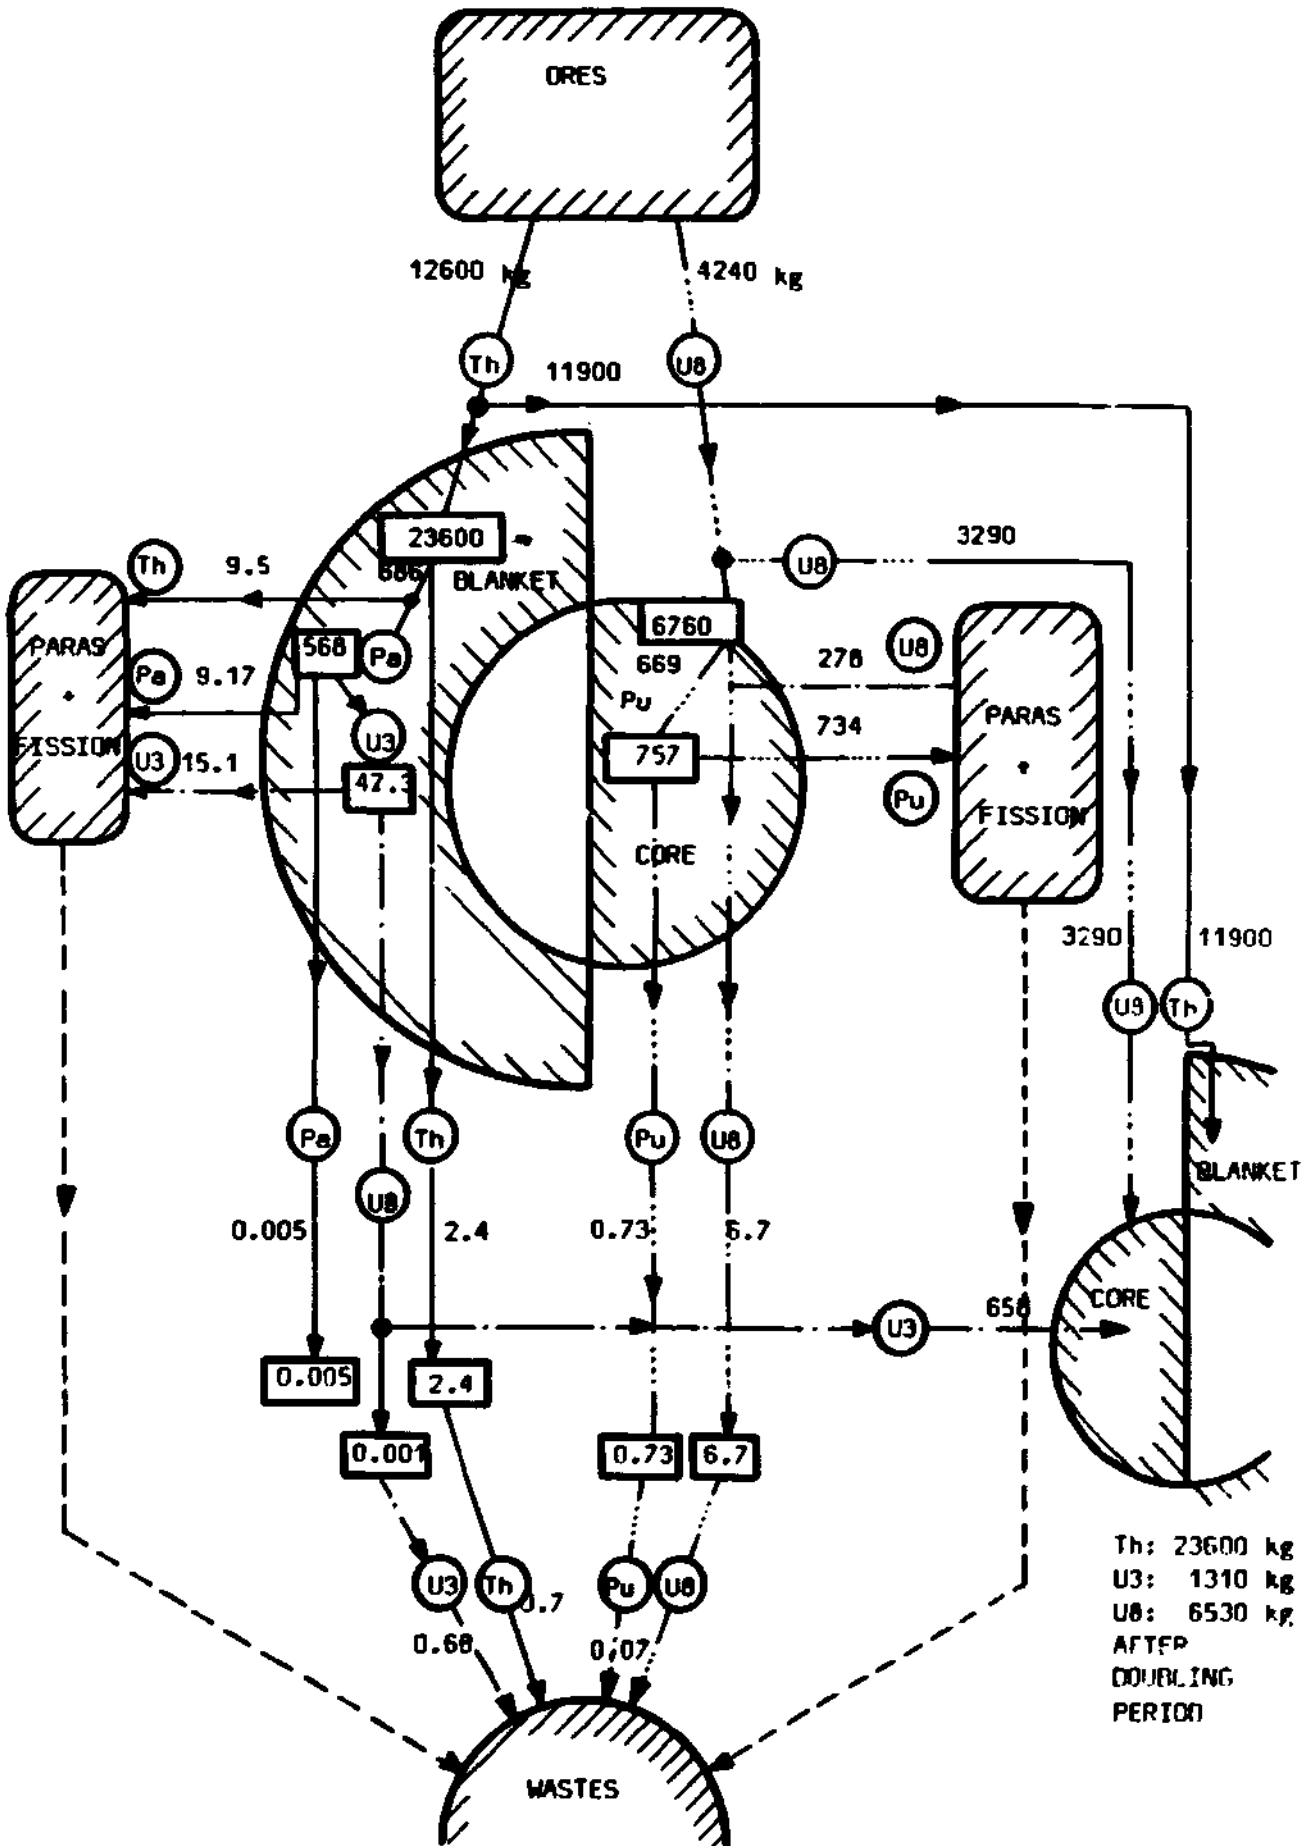 ORES
12600 kg
4240 kg
Th
U8
11900
23600
BLANKET
3290
U8
Th
9.5
686
6760
PARAS
568
Pa
669
278
U8
Pa
9.17
Pu
PARAS
FISSION
U3
15.1
U3
757
734
47.3
Pu
FISSION
CORE
3290
11900
U8
Th
Pa
Th
Pu
U8
BLANKET
U8
0.005
2.4
0.73
6.7
CORE
U3
658
0.005
2.4
0.001
0.73
6.7
Th: 23600 kg
U3: 1310 kg
U8: 6530 kg
AFTER
DOUBLING
PERIOD
U3
Th
Pu
U8
0.7
0.68
0.07
WASTES